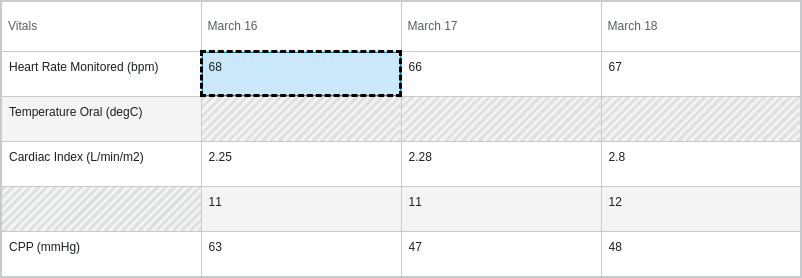 Vitals March 16 March 17 March 18
Heart Rate Monitored (bpm) 68 66 67
Temperature Oral (degC)
Cardiac Index (L/min/m2) 2.25 2.28 2.8
11 11 12
CPP (mmHg) 63 47 48